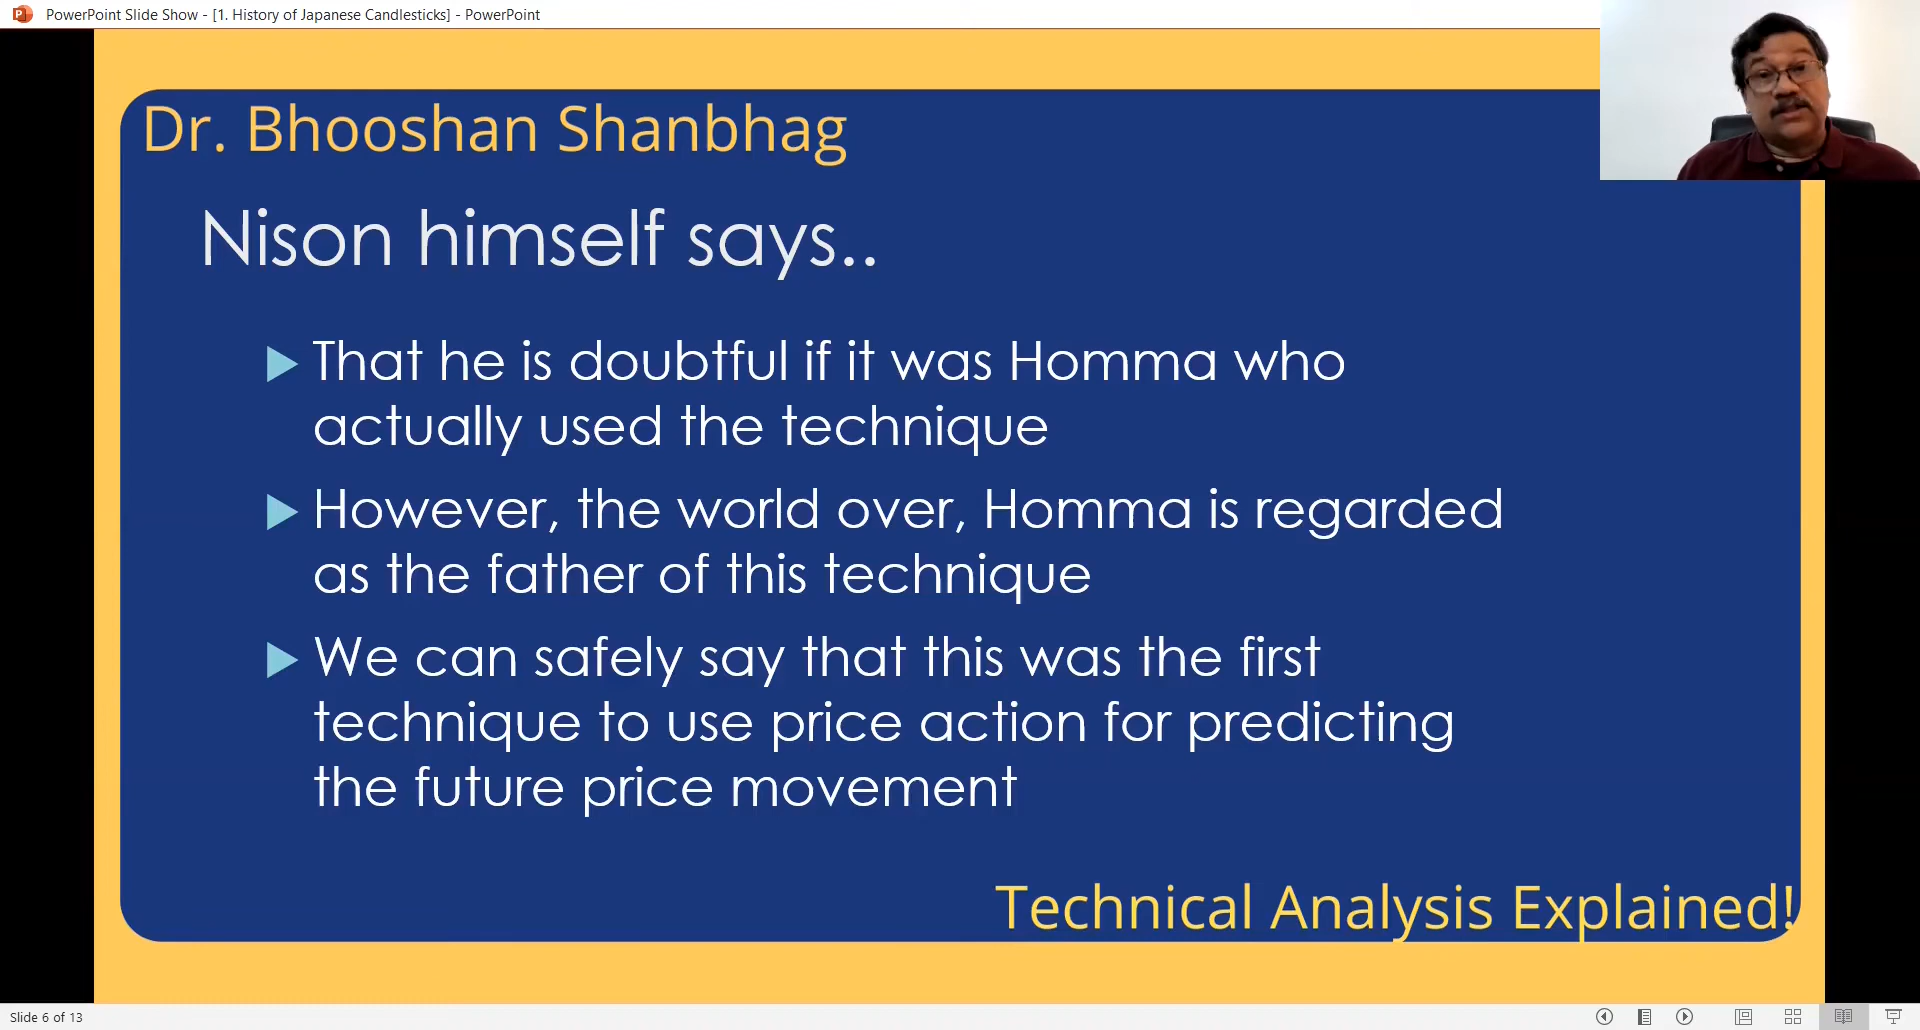 PowerPoint Slide Show - [1. History of Japanese Candlesticks] - PowerPoint
Dr. Bhooshan Shanbhag
Nison himself says..
That he is doubtful if it was Homma who
actually used the technique
However, the world over, Homma is regarded
as the father of this technique
We can safely say that this was the first
technique to use price action for predicting
the future price movement
Technical Analysis Explained!
Slide 6 of 13